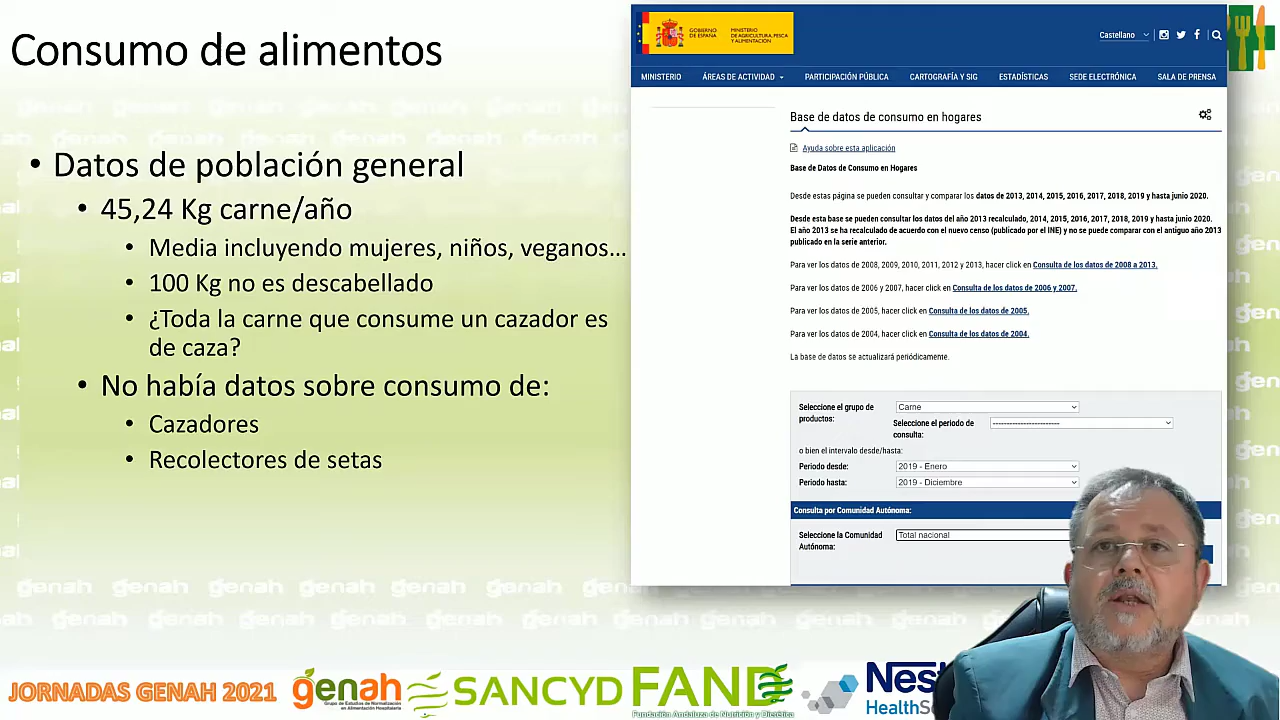 Consumo de alimentos
• Datos de población general
• 45,24 Kg carne/año
• Media incluyendo mujeres, niños, veganos…
• 100 Kg no es descabellado
• ¿Toda la carne que consume un cazador es
de caza?
• No había datos sobre consumo de:
• Cazadores
• Recolectores de setas
GOBIERNO
DE ESPAÑA
MINISTERIO
DE AGRICULTURA, PESCA
Y ALIMENTACIÓN
Castellano
MINISTERIO ÁREAS DE ACTIVIDAD PARTICIPACIÓN PÚBLICA CARTOGRAFÍA Y SIG ESTADÍSTICAS SEDE ELECTRÓNICA SALA DE PRENSA
Base de datos de consumo en hogares
Ayuda sobre esta aplicación
Base de Datos de Consumo en Hogares
Desde estas página se pueden consultar y comparar los datos de 2013, 2014, 2015, 2016, 2017, 2018, 2019 y hasta junio 2020.
Desde esta base se pueden consultar los datos del año 2013 recalculado, 2014, 2015, 2016, 2017, 2018, 2019 y hasta junio 2020.
El año 2013 se ha recalculado de acuerdo con el nuevo censo (publicado por el INE) y no se puede comparar con el antiguo año 2013
publicado en la serie anterior.
Para ver los datos de 2008, 2009, 2010, 2011, 2012 y 2013, hacer click en Consulta de los datos de 2008 a 2013.
Para ver los datos de 2006 y 2007, hacer click en Consulta de los datos de 2006 y 2007.
Para ver los datos de 2005, hacer click en Consulta de los datos de 2005.
Para ver los datos de 2004, hacer click en Consulta de los datos de 2004.
La base de datos se actualizará periódicamente.
Seleccione el grupo de
productos:
Carne
Seleccione el periodo de
consulta:
------------------------
o bien el intervalo desde/hasta:
Periodo desde: 2019 - Enero
Periodo hasta: 2019 - Diciembre
Consulta por Comunidad Autónoma:
Seleccione la Comunidad
Autónoma:
Total nacional
JORNADAS GENAH 2021
genah
Grupo de Estudios de Normalización
en Alimentación Hospitalaria
SANCYD
FAND
Fundación Andaluza de Nutrición y Dietética
Nest
HealthS